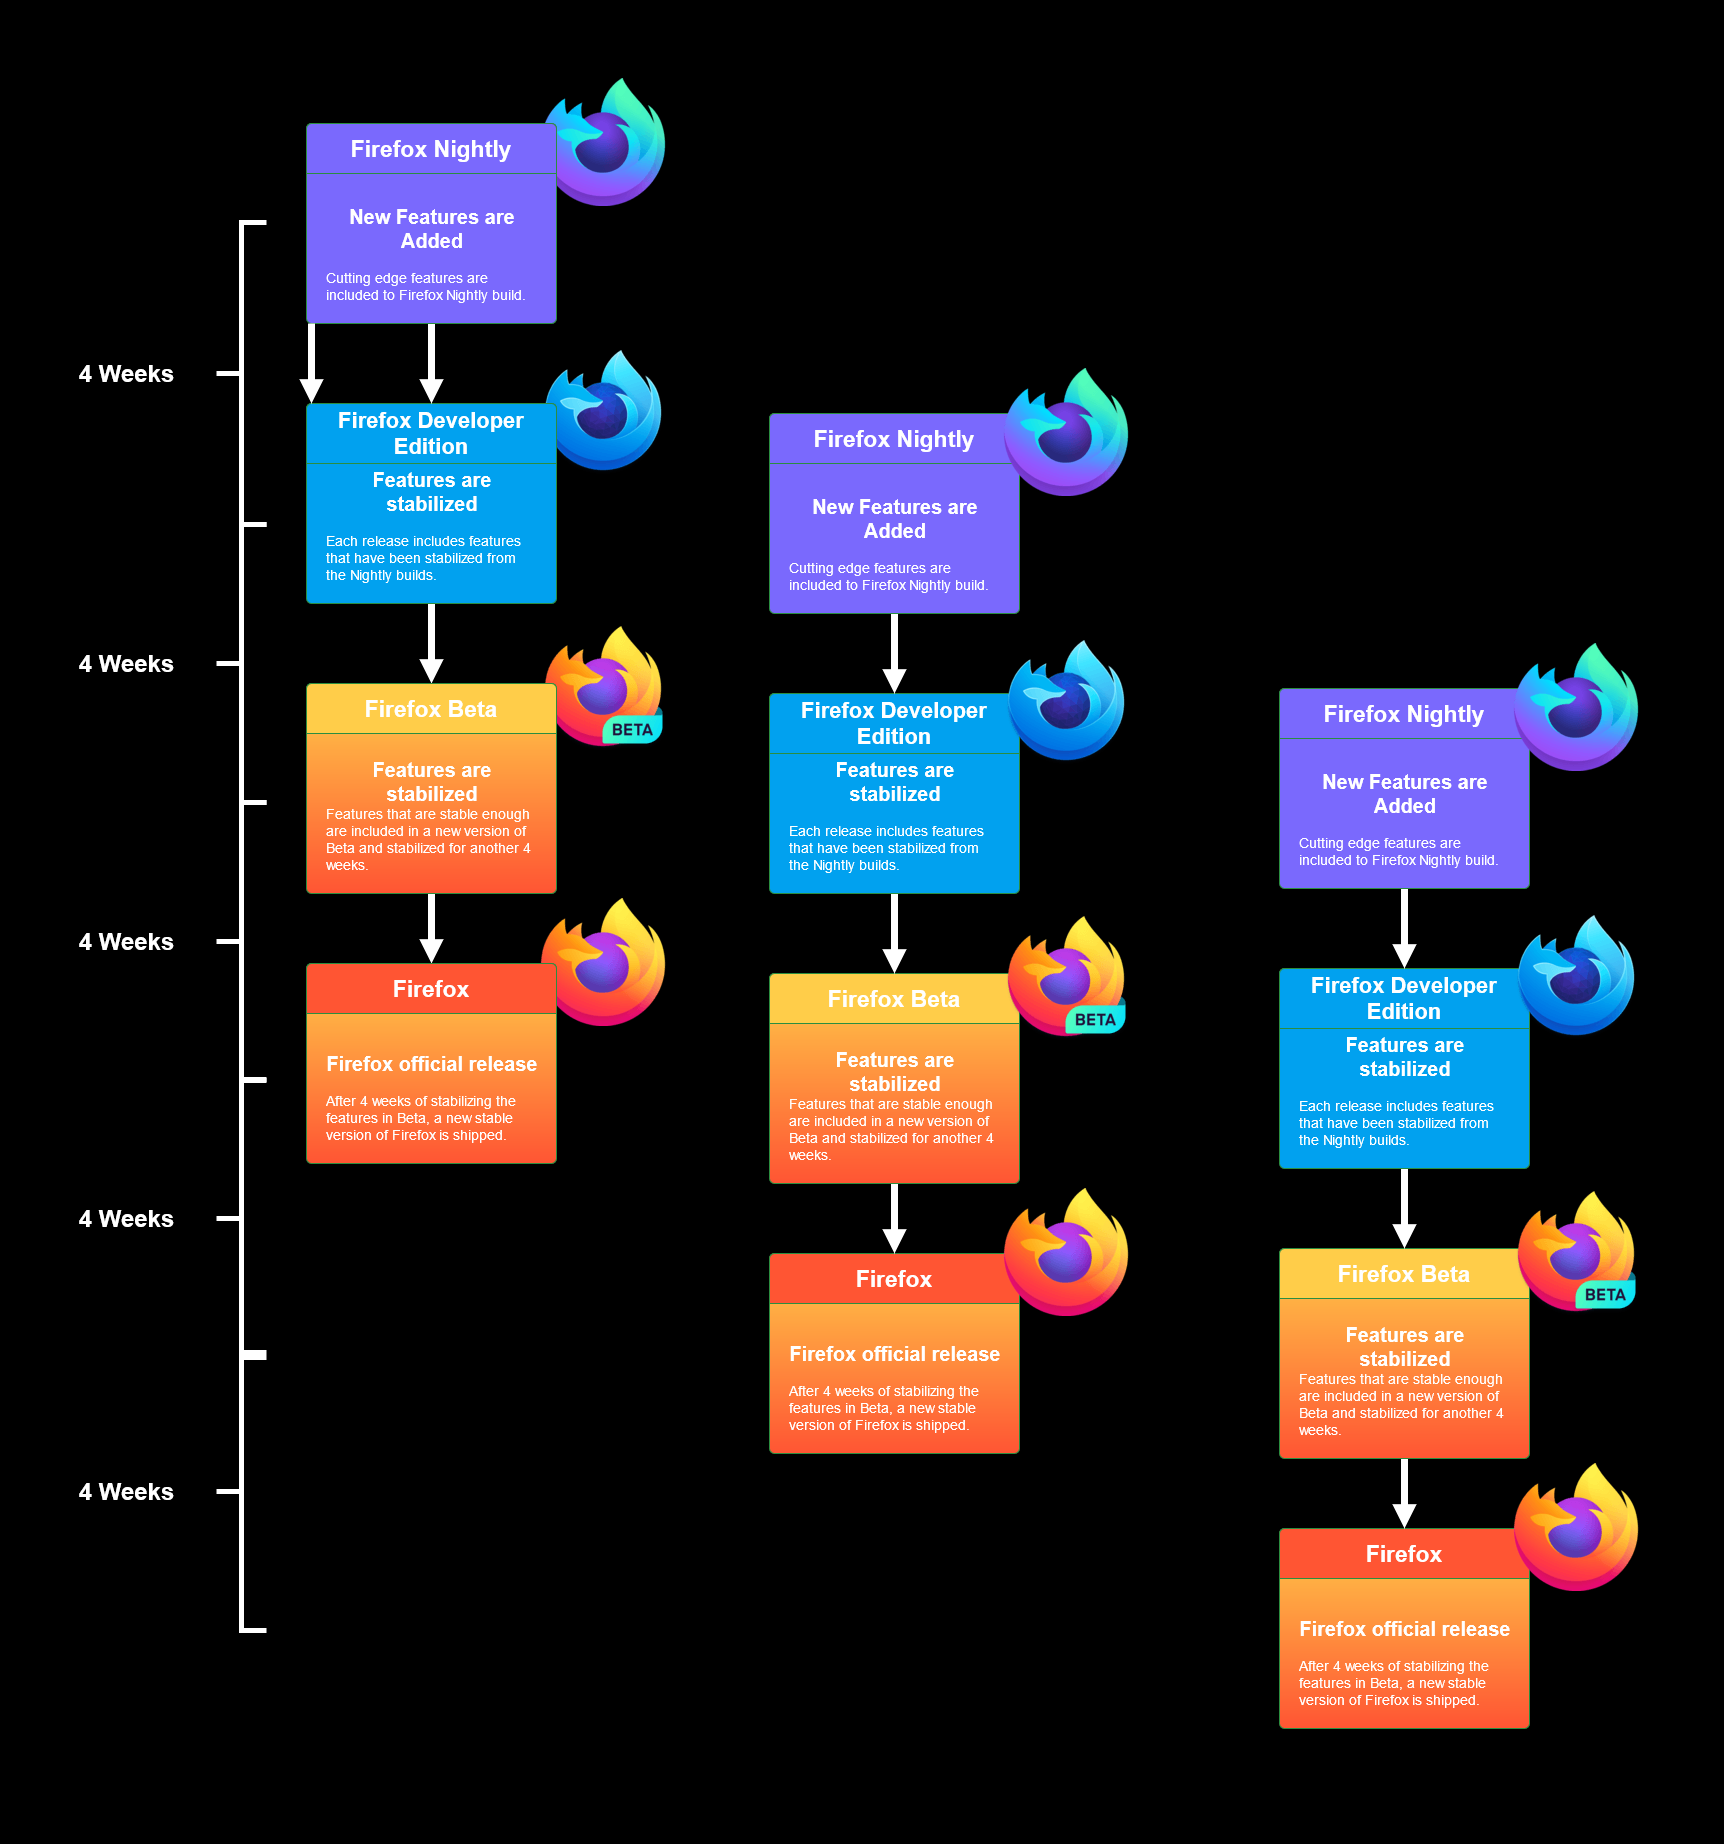 Firefox Nightly
New Features are
Added
Cutting edge features are
included to Firefox Nightly build.
4 Weeks
Firefox Developer
Edition
Features are
stabilized
Each release includes features
that have been stabilized from
the Nightly builds.
4 Weeks
Firefox Beta
BETA
Features are
stabilized
Features that are stable enough
are included in a new version of
Beta and stabilized for another 4
weeks.
4 Weeks
Firefox
Firefox official release
After 4 weeks of stabilizing the
features in Beta, a new stable
version of Firefox is shipped.
4 Weeks
4 Weeks
Firefox Nightly
New Features are
Added
Cutting edge features are
included to Firefox Nightly build.
Firefox Developer
Edition
Features are
stabilized
Each release includes features
that have been stabilized from
the Nightly builds.
Firefox Beta
BETA
Features are
stabilized
Features that are stable enough
are included in a new version of
Beta and stabilized for another 4
weeks.
Firefox
Firefox official release
After 4 weeks of stabilizing the
features in Beta, a new stable
version of Firefox is shipped.
Firefox Nightly
New Features are
Added
Cutting edge features are
included to Firefox Nightly build.
Firefox Developer
Edition
Features are
stabilized
Each release includes features
that have been stabilized from
the Nightly builds.
Firefox Beta
BETA
Features are
stabilized
Features that are stable enough
are included in a new version of
Beta and stabilized for another 4
weeks.
Firefox
Firefox official release
After 4 weeks of stabilizing the
features in Beta, a new stable
version of Firefox is shipped.